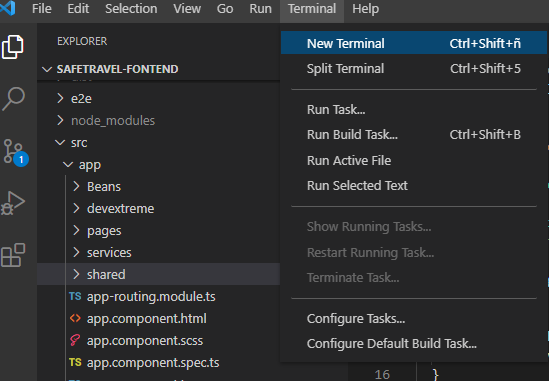 Edit Selection View Go Run Terminal Help
EXPLORER
SAFETRAVEL-FONTEND
e2e
node_modules
src
app
Beans
devextreme
pages
services
shared
TS app-routing.module.ts
<> app.component.html
app.component.scss
TS app.component.spec.ts
1
New Terminal Ctrl+Shift+ñ
Split Terminal Ctrl+Shift+5
Run Task...
Run Build Task... Ctrl+Shift+B
Run Active File
Run Selected Text
Show Running Tasks...
Restart Running Task...
Terminate Task...
Configure Tasks...
Configure Default Build Task...
16 }